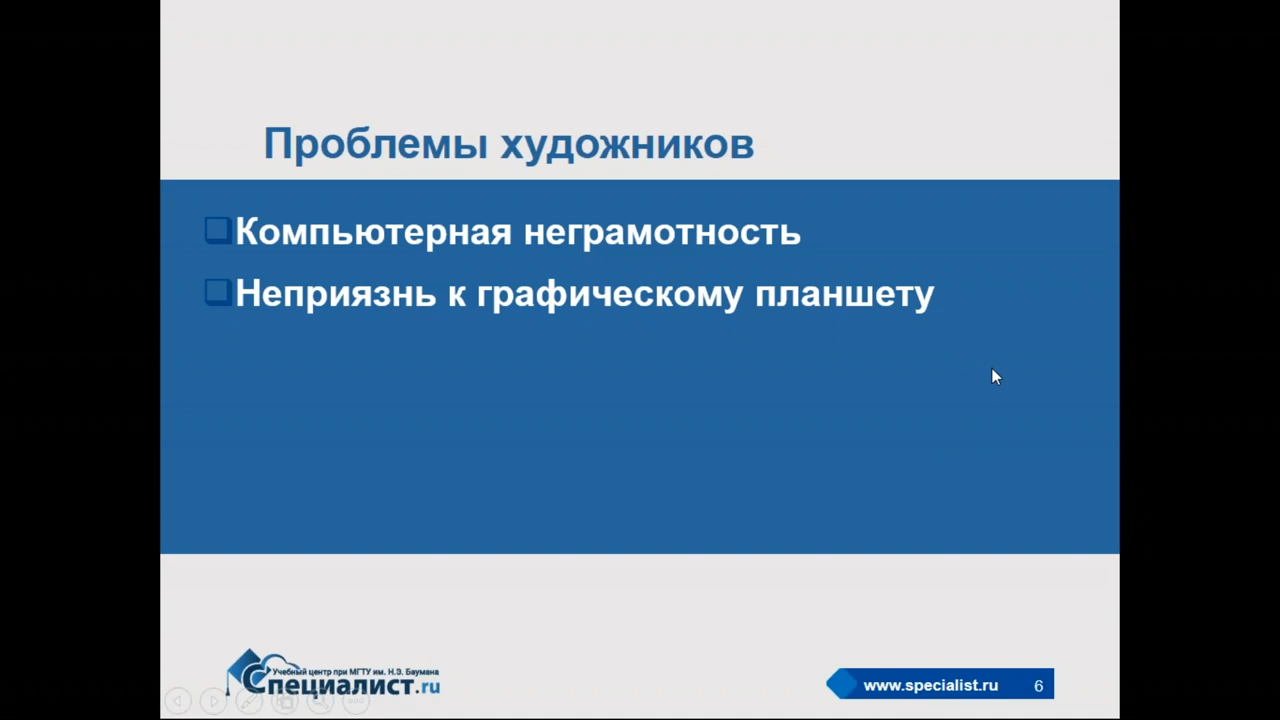 Проблемы художников
Компьютерная неграмотность
Неприязнь к графическому планшету
Учебный центр при МГТУ им. Н.Э. Баумана
Специалист.ru
www.specialist.ru
6